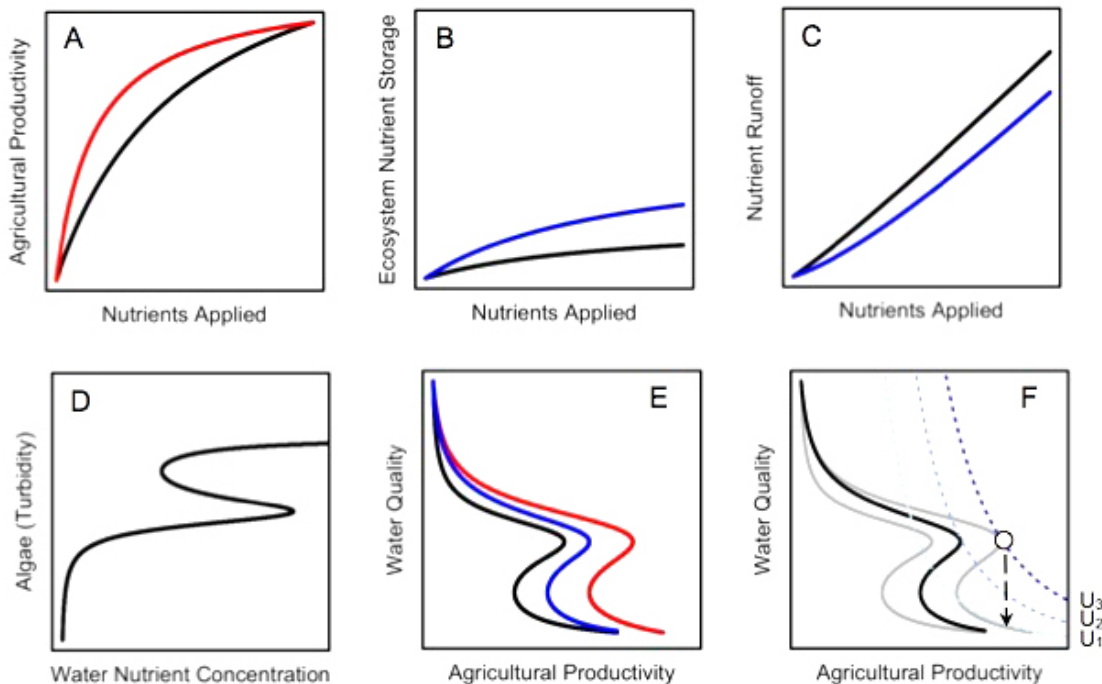 A
Agricultural Productivity
Nutrients Applied
B
Ecosystem Nutrient Storage
Nutrients Applied
C
Nutrient Runoff
Nutrients Applied
D
Algae (Turbidity)
Water Nutrient Concentration
E
Water Quality
Agricultural Productivity
F
Water Quality
U3
U2
U1
Agricultural Productivity